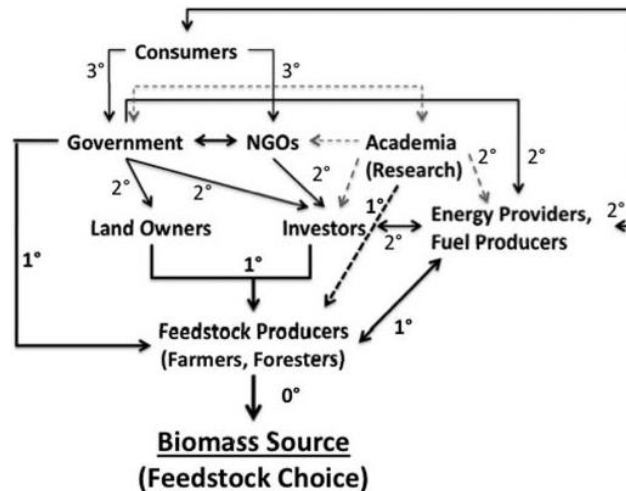 Consumers
3° 3°
Government NGOs Academia
(Research)
2° 2° 2° 2° 2°
Land Owners Investors 1° Energy Providers,
Fuel Producers
2° 2°
1° 1°
Feedstock Producers
(Farmers, Foresters)
1°
0°
Biomass Source
(Feedstock Choice)